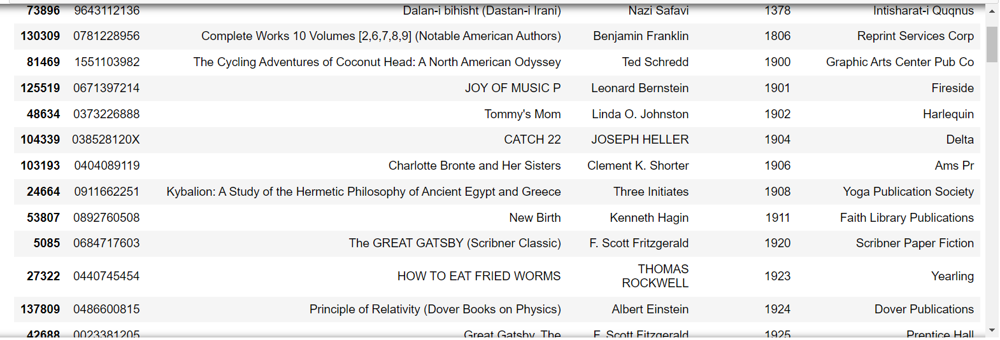 73896 9643112136 Dalan-i bihisht (Dastan-i Irani) Nazi Safavi 1378 Intisharat-i Ququus
130309 0781228956 Complete Works 10 Volumes [2,6,7,8,9] (Notable American Authors) Benjamin Franklin 1806 Reprint Services Corp
81469 1551103982 The Cycling Adventures of Coconut Head: A North American Odyssey Ted Schredd 1900 Graphic Arts Center Pub Co
125519 0671397214 JOY OF MUSIC P Leonard Bernstein 1901 Fireside
48634 0373226888 Tommy's Mom Linda O. Johnston 1902 Harlequin
104339 038528120X CATCH 22 JOSEPH HELLER 1904 Delta
103193 0404089119 Charlotte Bronte and Her Sisters Clement K. Shorter 1906 Ams Pr
24664 0911662251 Kybalion: A Study of the Hermetic Philosophy of Ancient Egypt and Greece Three Initiates 1908 Yoga Publication Society
53807 0892760508 New Birth Kenneth Hagin 1911 Faith Library Publications
5085 0684717603 The GREAT GATSBY (Scribner Classic) F. Scott Fritzgerald 1920 Scribner Paper Fiction
27322 0440745454 HOW TO EAT FRIED WORMS THOMAS ROCKWELL 1923 Yearling
137809 0486600815 Principle of Relativity (Dover Books on Physics) Albert Einstein 1924 Dover Publications
42688 0023381205 Great Gatsby, The F. Scott Fitzgerald 1925 Prentice Hall